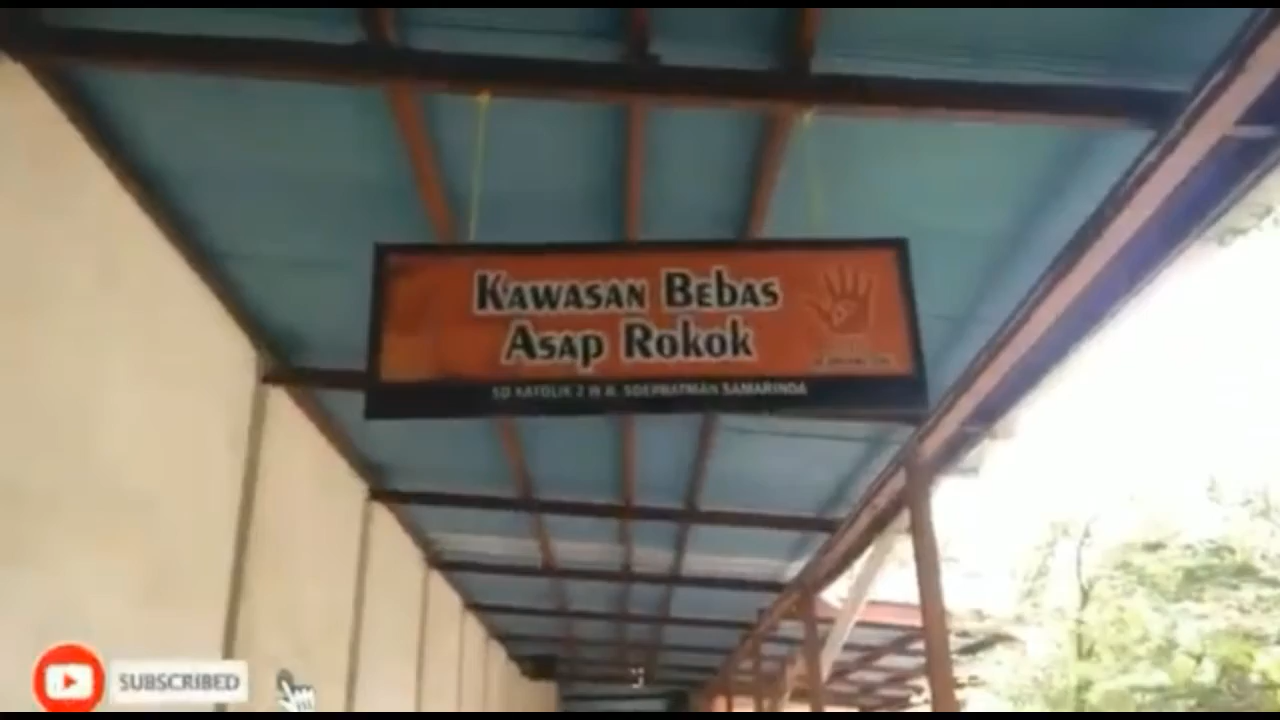 Kawasan Bebas
Asap Rokok
SD KATOLIK 2 W.R. SOEPRATMAN SAMARINDA
SUBSCRIBED